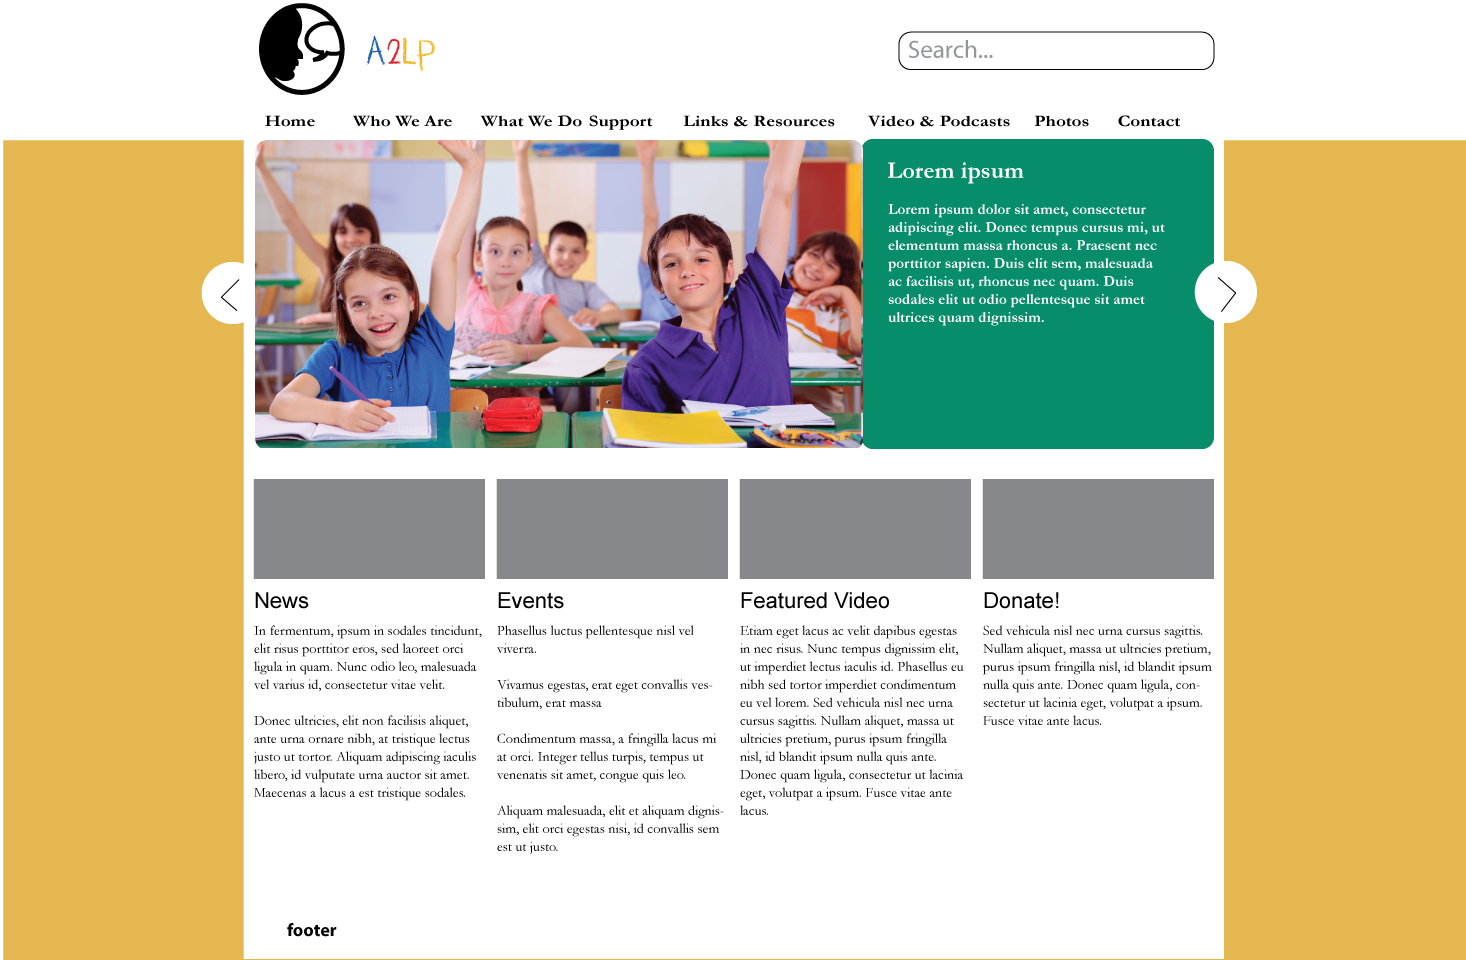 A2LP
Search...
Home Who We Are What We Do Support Links & Resources Video & Podcasts Photos Contact
Lorem ipsum
Lorem ipsum dolor sit amet, consectetur
adipiscing elit. Donec tempus cursus mi, ut
elementum massa rhoncus a. Praesent nec
porttitor sapien. Duis elit sem, malesuada
ac facilisis ut, rhoncus nec quam. Duis
sodales elit ut odio pellentesque sit amet
ultrices quam dignissim.
News
In fermentum, ipsum in sodales tincidunt,
elit risus porttitor eros, sed laoreet orci
ligula in quam. Nunc odio leo, malesuada
vel varius id, consectetur vitae velit.
Donec ultricies, elit non facilisis aliquet,
ante urna ornare nibh, at tristique lectus
justo ut tortor. Aliquam adipiscing iaculis
libero, id vulputate urna auctor sit amet.
Maecenas a lacus a est tristique sodales.
Events
Phasellus luctus pellentesque nisl vel
viverra.
Vivamus egestas, erat eget convallis ves-
tibulum, erat massa
Condimentum massa, a fringilla lacus mi
at orci. Integer tellus turpis, tempus ut
venenatis sit amet, congue quis leo.
Aliquam malesuada, elit et aliquam dignis-
sim, elit orci egestas nisi, id convallis sem
est ut justo.
Featured Video
Etiam eget lacus ac velit dapibus egestas
in nec risus. Nunc tempus dignissim elit,
ut imperdiet lectus iaculis id. Phasellus eu
nibh sed tortor imperdiet condimentum
eu vel lorem. Sed vehicula nisl nec urna
cursus sagittis. Nullam aliquet, massa ut
ultricies pretium, purus ipsum fringilla
nisl, id blandit ipsum nulla quis ante.
Donec quam ligula, consectetur ut lacinia
eget, volutpat a ipsum. Fusce vitae ante
lacus.
Donate!
Sed vehicula nisl nec urna cursus sagittis.
Nullam aliquet, massa ut ultricies pretium,
purus ipsum fringilla nisl, id blandit ipsum
nulla quis ante. Donec quam ligula, con-
sectetur ut lacinia eget, volutpat a ipsum.
Fusce vitae ante lacus.
footer